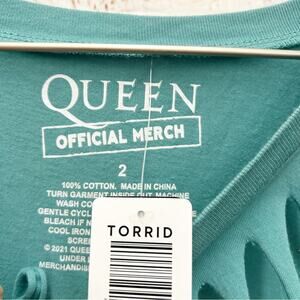 QUEEN
OFFICIAL MERCH
2
100% COTTON. MADE IN CHINA
TURN GARMENT INSIDE OUT. MACHINE
WASH CO
GENTLE CYCL
BLEACH IF N
COOL IRON
SCREE
© 2021 QUEE
UNDER
MERCHANDIS
TORRID